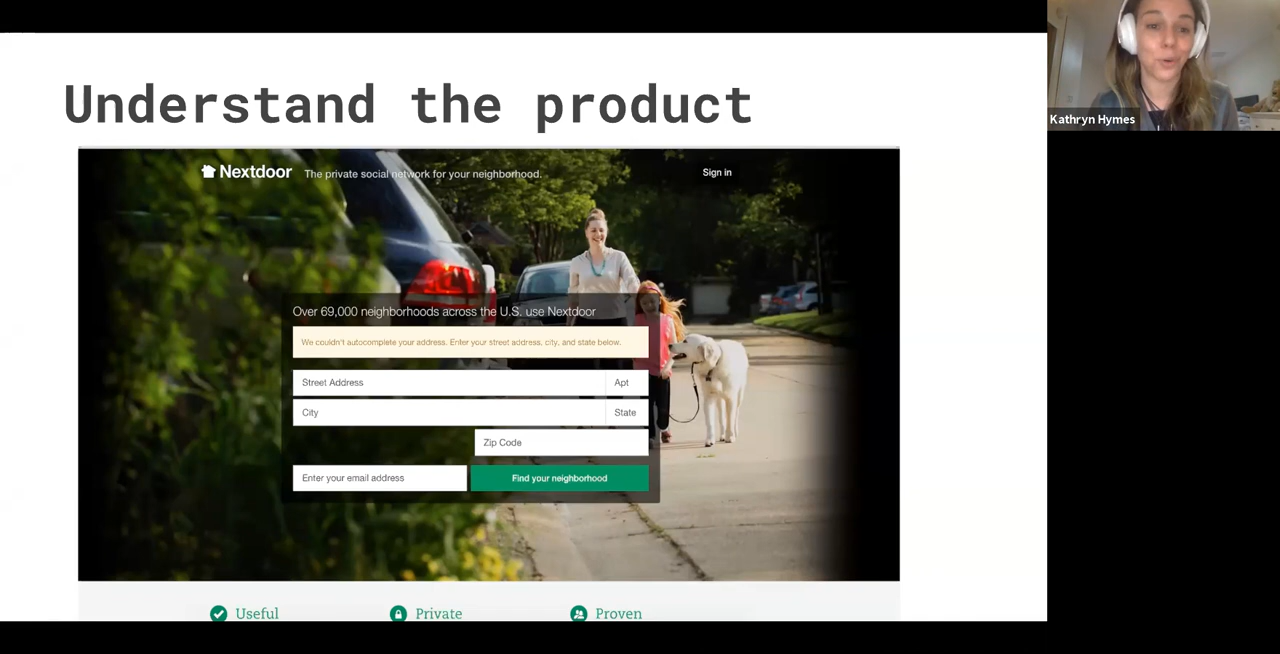 Understand the product
Kathryn Hymes
Nextdoor The private social network for your neighborhood. Sign in
Over 69,000 neighborhoods across the U.S. use Nextdoor
We couldn't autocomplete your address. Enter your street address, city, and state below.
Street Address Apt
City State
Zip Code
Enter your email address Find your neighborhood
Useful Private Proven